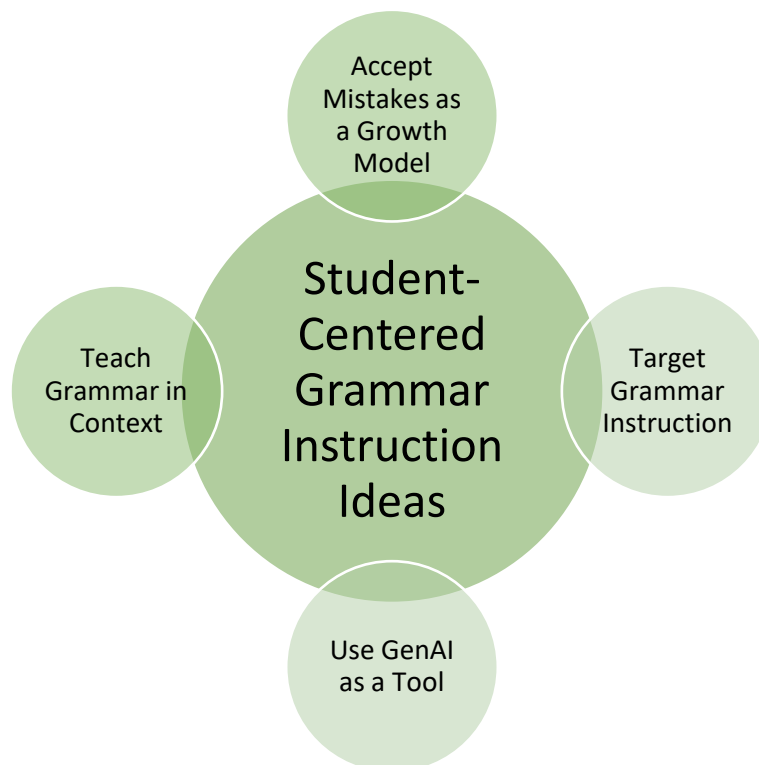 Accept
Mistakes as
a Growth
Model
Student-
Centered
Grammar
Instruction
Ideas
Teach
Grammar in
Context
Target
Grammar
Instruction
Use GenAI
as a Tool